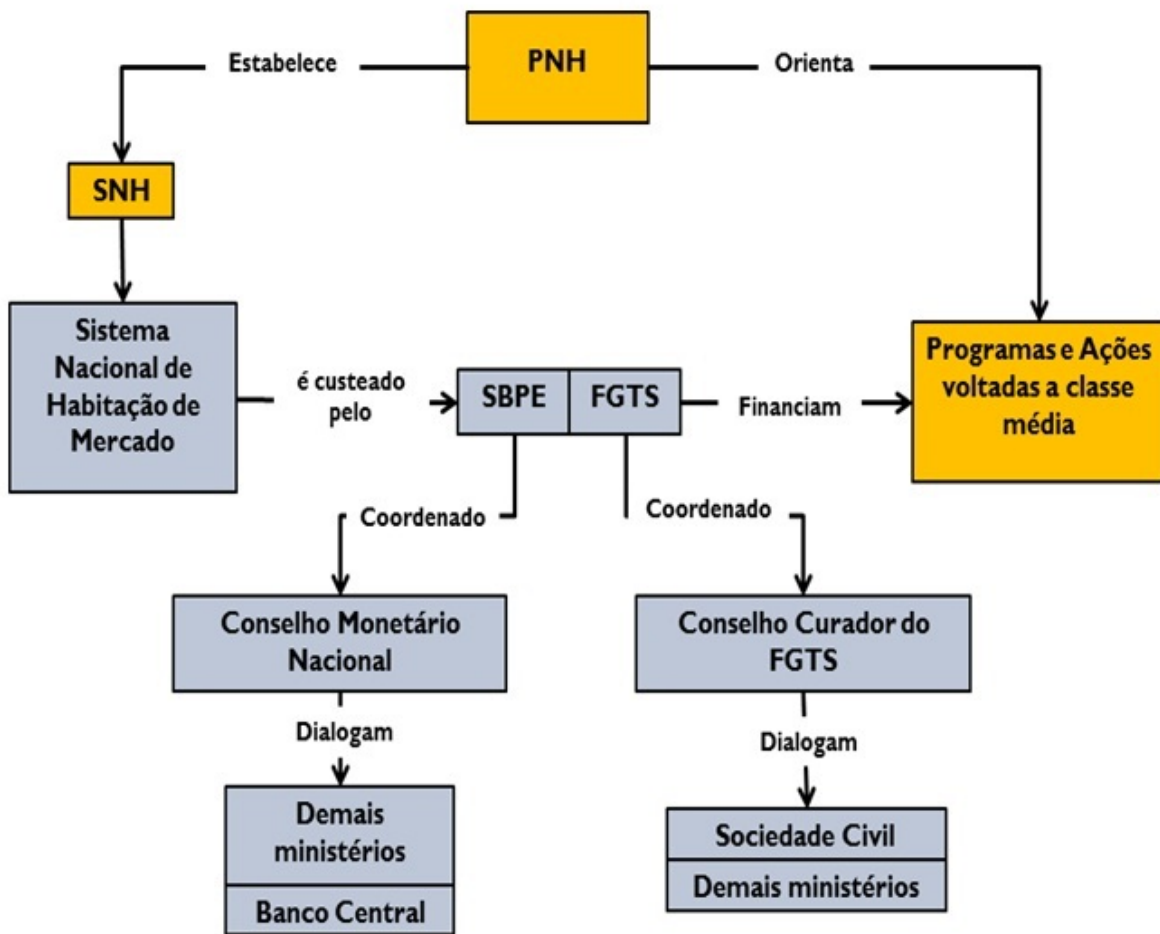 PNH
Estabelece
Orienta
SNH
Sistema
Nacional de
Habitação de
Mercado
é custeado
pelo
SBPE
FGTS
Financiam
Programas e Ações
voltadas a classe
média
Coordenado
Coordenado
Conselho Monetário
Nacional
Conselho Curador do
FGTS
Dialogam
Dialogam
Demais
ministérios
Banco Central
Sociedade Civil
Demais ministérios